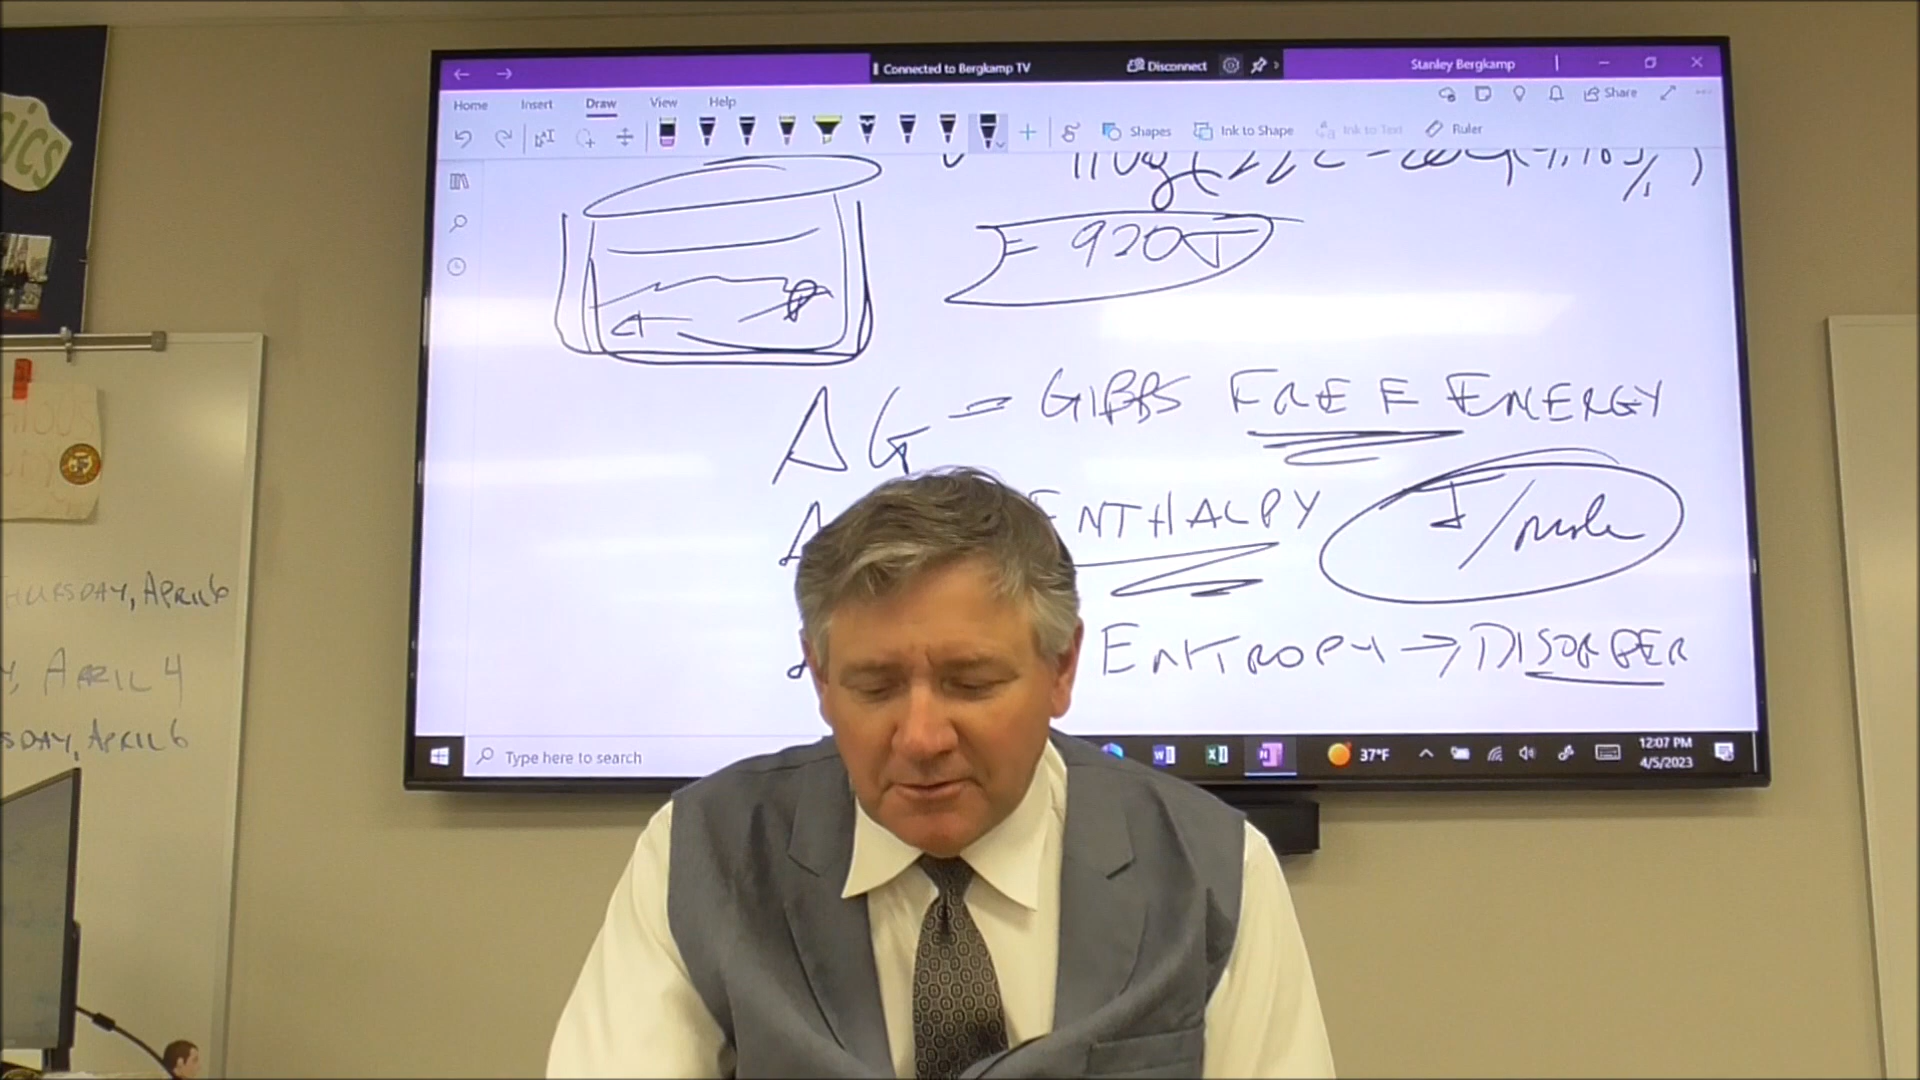 sics
Connected to Bergkamp TV
Disconnect
Stanley Bergkamp
Home Insert Draw View Help
Share
Shapes
Ink to Shape
Ink to Text
Ruler
= 920J
ΔG = GIBBS FREE ENERGY
ENTHALPY J/mole
ENTROPY → DISORDER
THURSDAY, APRIL 6
Y, APRIL 4
SDAY, APRIL 6
Type here to search
37°F
12:07 PM
4/5/2023